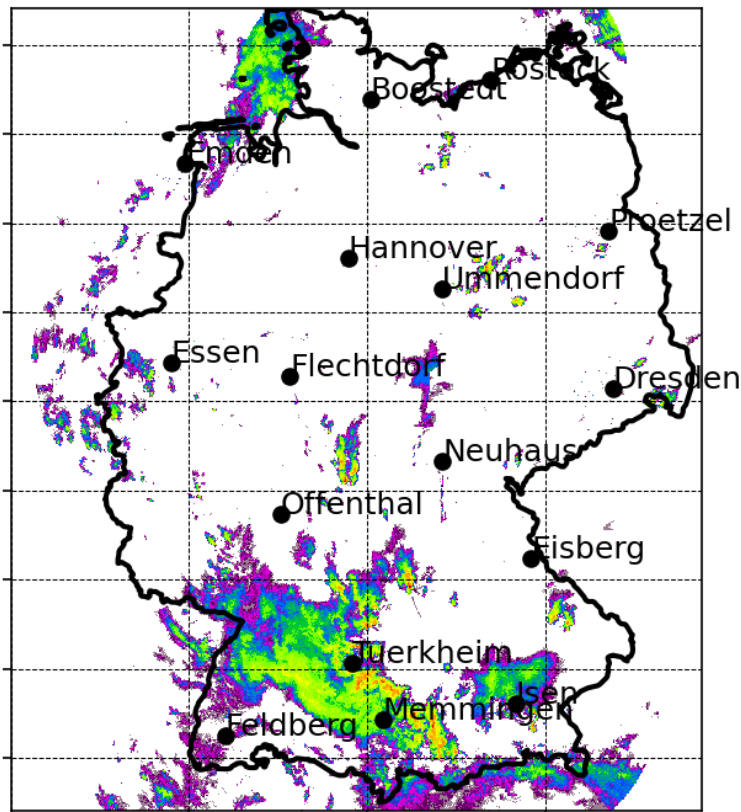 Rostock
Boostedt
Emden
Proetzel
Hannover
Ummendorf
Essen
Flechtdorf
Dresden
Neuhaus
Offenthal
Eisberg
Tuerkheim
Isen
Memmingen
Feldberg